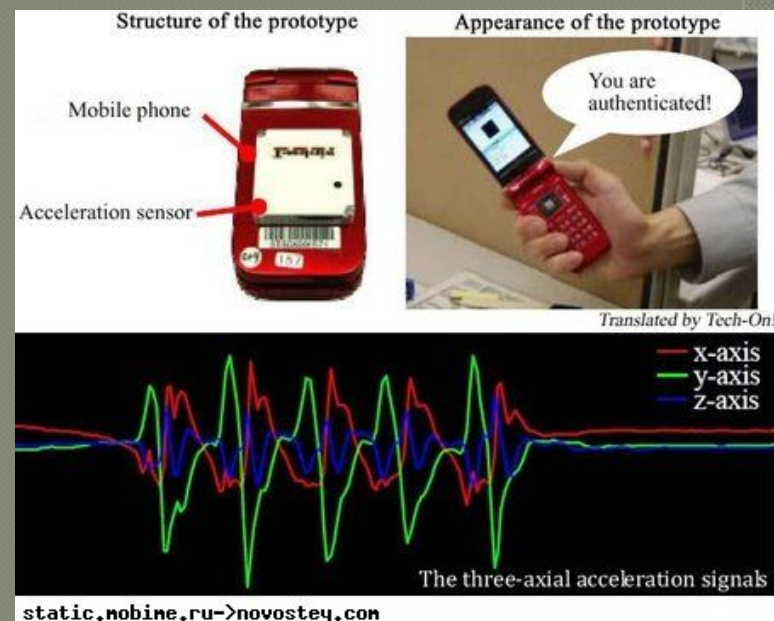 Structure of the prototype
Appearance of the prototype
Mobile phone
Acceleration sensor
You are
authenticated!
157
Translated by Tech-On!
x-axis
y-axis
z-axis
The three-axial acceleration signals
static.mobime.ru->novostey.com